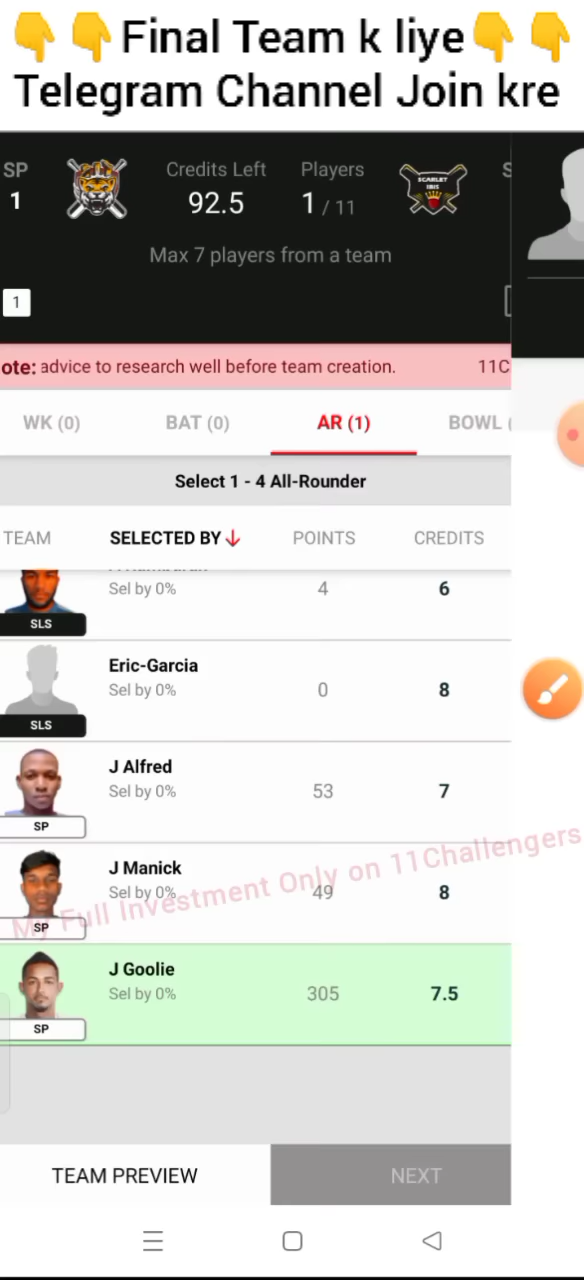 👇👇Final Team k liye👇👇
Telegram Channel Join kre
SP Credits Left Players S
1 92.5 1 / 11
SCARLET IBIS
Max 7 players from a team
1
ote: advice to research well before team creation. 11C
WK (0) BAT (0) AR (1) BOWL (
Select 1 - 4 All-Rounder
TEAM SELECTED BY↓ POINTS CREDITS
Sel by 0% 4 6
SLS
Eric-Garcia
Sel by 0% 0 8
SLS
J Alfred
Sel by 0% 53 7
SP
J Manick
Sel by 0% 49 8
SP
My Full Investment Only on 11Challengers
J Goolie
Sel by 0% 305 7.5
SP
TEAM PREVIEW NEXT